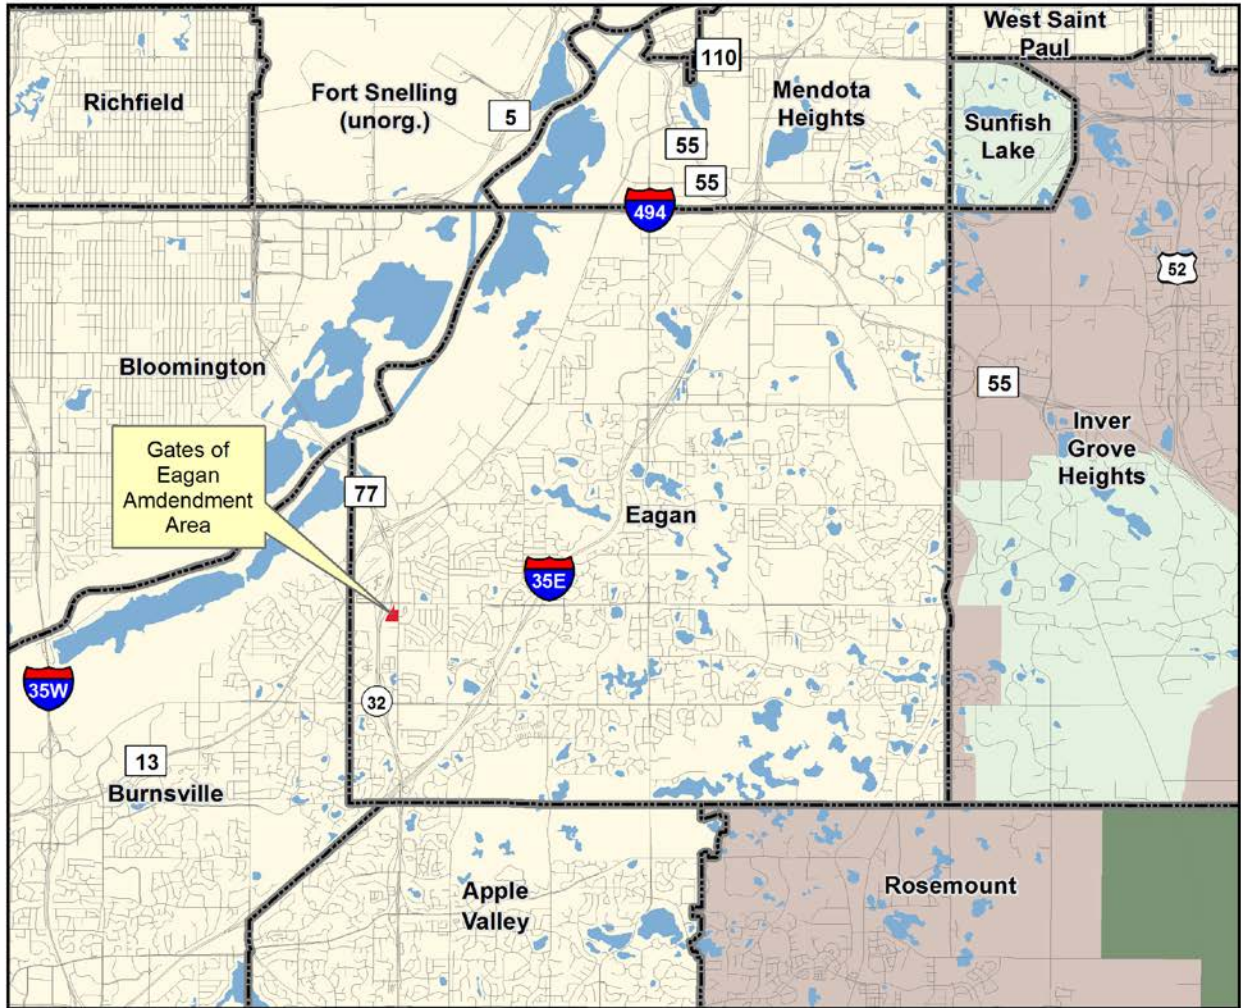 West Saint
Paul
110
Richfield
Fort Snelling
(unorg.)
5
Mendota
Heights
Sunfish
Lake
55
55
494
52
Bloomington
55
Inver
Grove
Heights
Gates of
Eagan
Amdendment
Area
77
Eagan
35E
35W
32
13
Burnsville
Apple
Valley
Rosemount